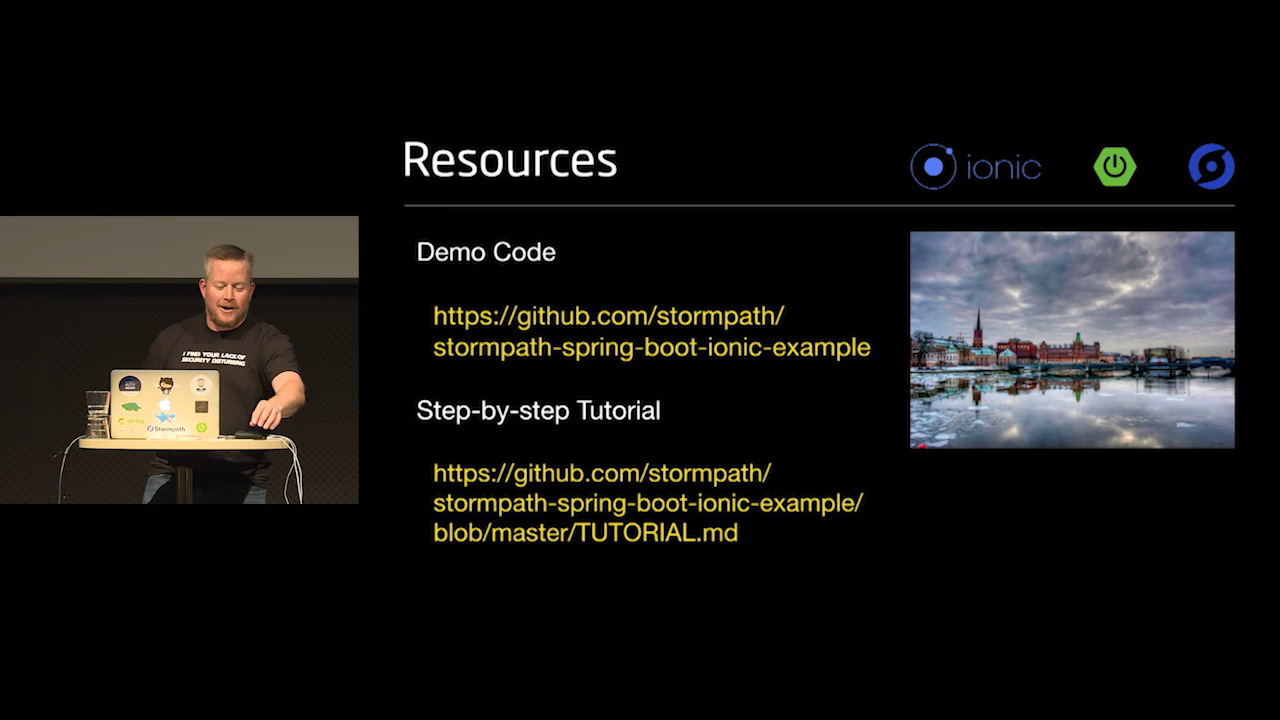 Resources
ionic
Demo Code
https://github.com/stormpath/
stormpath-spring-boot-ionic-example
Step-by-step Tutorial
https://github.com/stormpath/
stormpath-spring-boot-ionic-example/
blob/master/TUTORIAL.md
I FIND YOUR LACK OF
SECURITY DISTURBING
spring
Stormpath